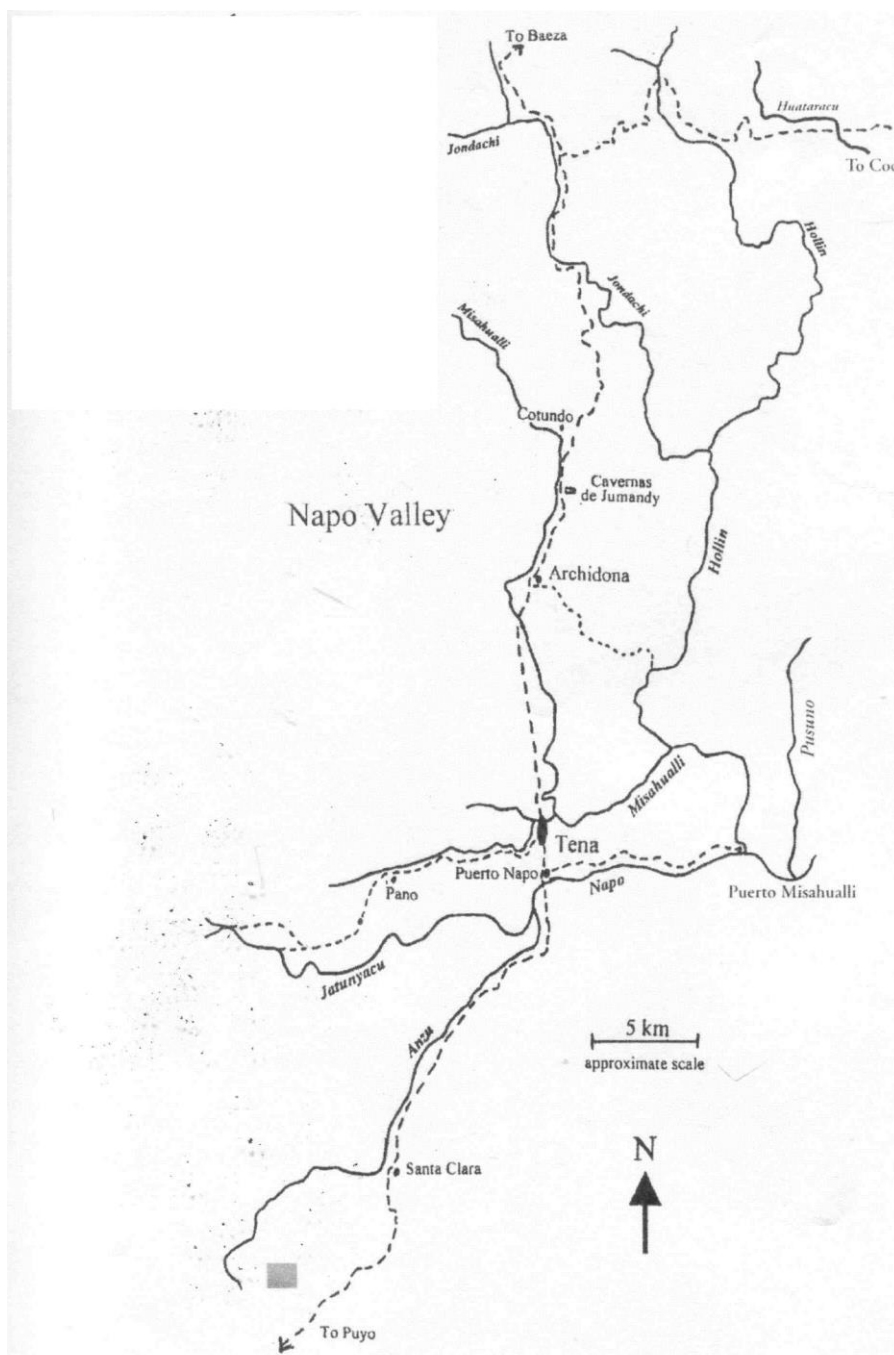 To Baeza
Huataracu
Jondachi
To Coc
Hollin
Jondachi
Misahualli
Cotundo
Cavernas
de Jumandy
Napo Valley
Hollin
Archidona
Pusuno
Misahualli
Tena
Puerto Napo
Pano
Napo
Puerto Misahualli
Jatunyacu
Anzu
5 km
approximate scale
N
Santa Clara
To Puyo